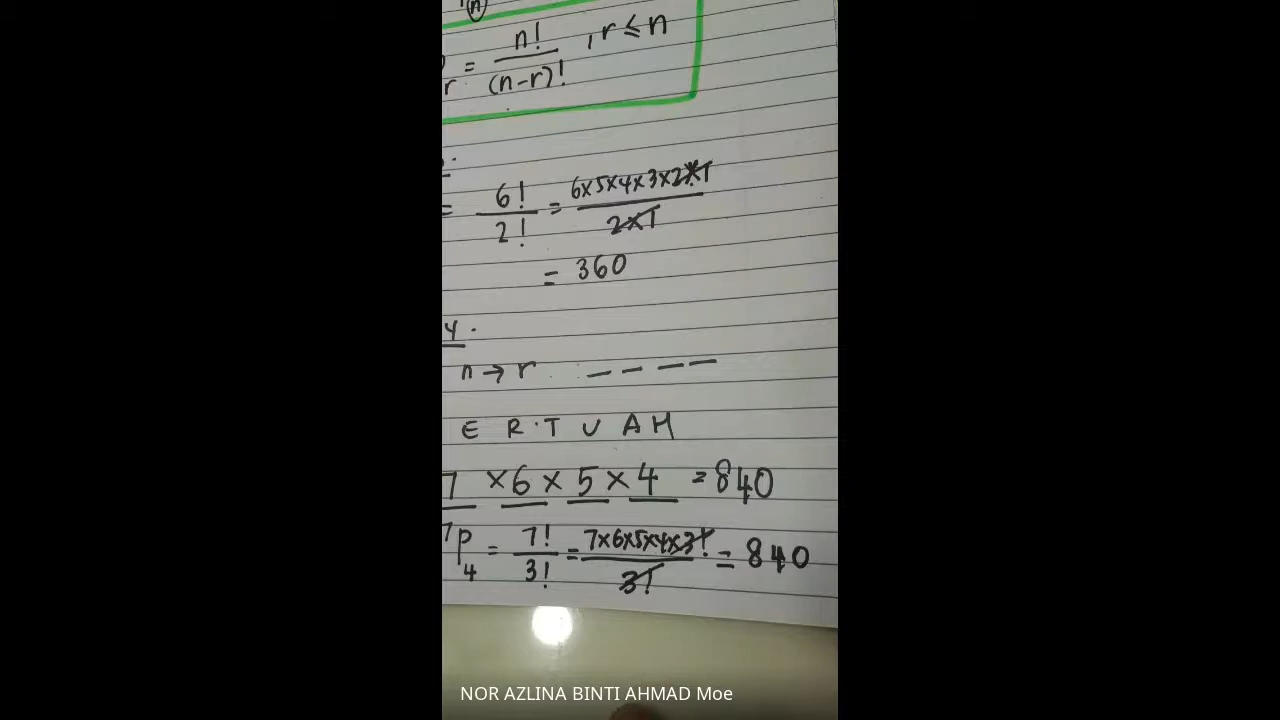 n
r = n! / (n-r)! , r ≤ n
= 6! / 2! = 6×5×4×3×2×1 / 2×1
= 360
4.
n → r _ _ _ _
E R. T U A H
7 × 6 × 5 × 4 = 840
7P4 = 7! / 3! = 7×6×5×4×3! / 3! = 840
NOR AZLINA BINTI AHMAD Moe